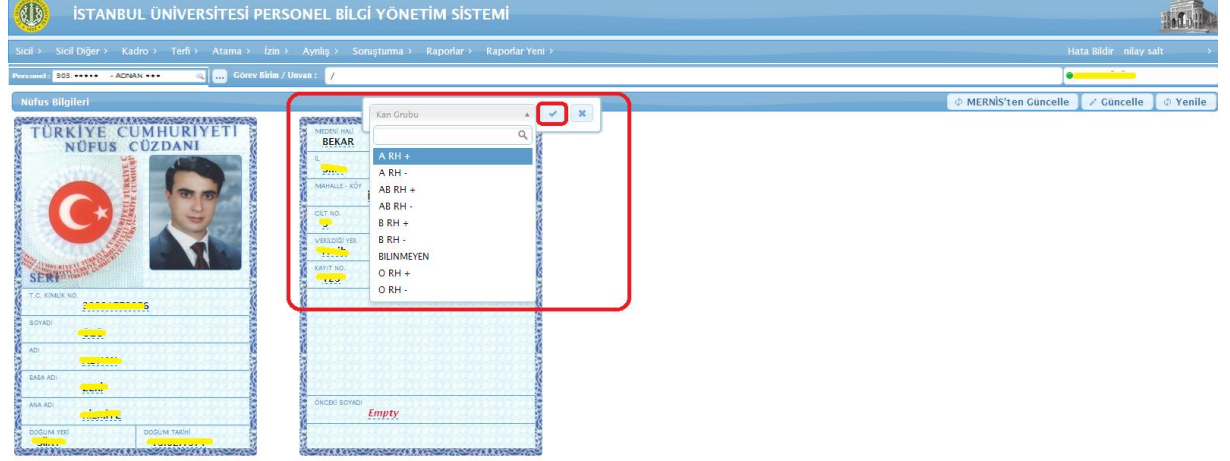 İSTANBUL ÜNİVERSİTESİ PERSONEL BİLGİ YÖNETİM SİSTEMİ
Sicil > Sicil Diğer > Kadro > Terfi > Atama > İzin > Ayrılış > Soruşturma > Raporlar > Raporlar Yeni >
Hata Bildir nilay salt >
Personel : 303. ***** - ADNAN *** ... Görev Birim / Unvan : /
Nüfus Bilgileri
MERNİS'ten Güncelle Güncelle Yenile
TÜRKİYE CUMHURİYETİ
NÜFUS CÜZDANI
SERİ
T.C. KİMLİK NO.
SOYADI
ADI
BABA ADI
ANA ADI
DOĞUM YERİ DOĞUM TARİHİ
MEDENİ HALİ
BEKAR
İL
MAHALLE - KÖY
CİLT NO.
VERİLDİĞİ YER
KAYIT NO.
Kan Grubu
A RH +
A RH -
AB RH +
AB RH -
B RH +
B RH -
BILINMEYEN
O RH +
O RH -
ÖNCEKİ SOYADI
Empty